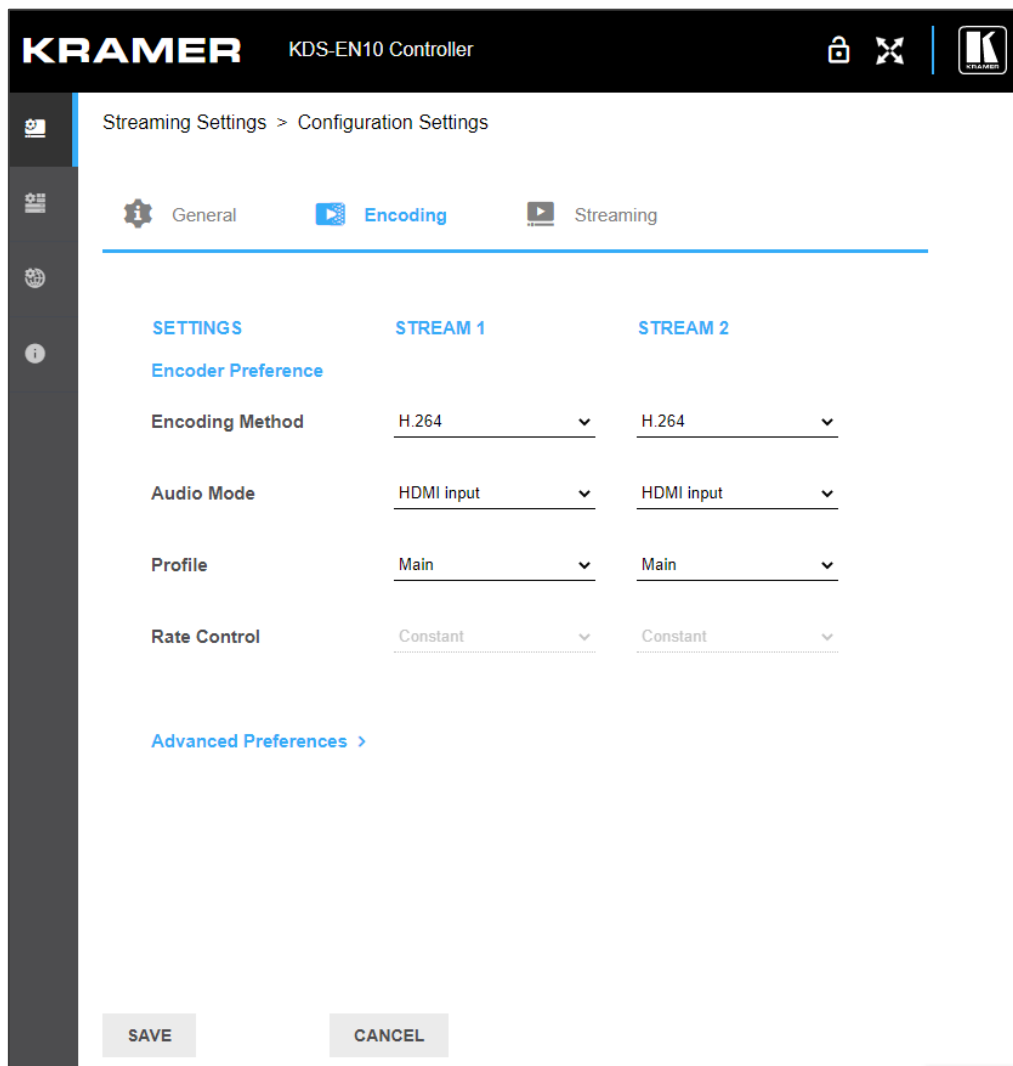 KRAMER KDS-EN10 Controller
KRAMER
Streaming Settings > Configuration Settings
General Encoding Streaming
SETTINGS STREAM 1 STREAM 2
Encoder Preference
Encoding Method H.264 H.264
Audio Mode HDMI input HDMI input
Profile Main Main
Rate Control Constant Constant
Advanced Preferences >
SAVE CANCEL